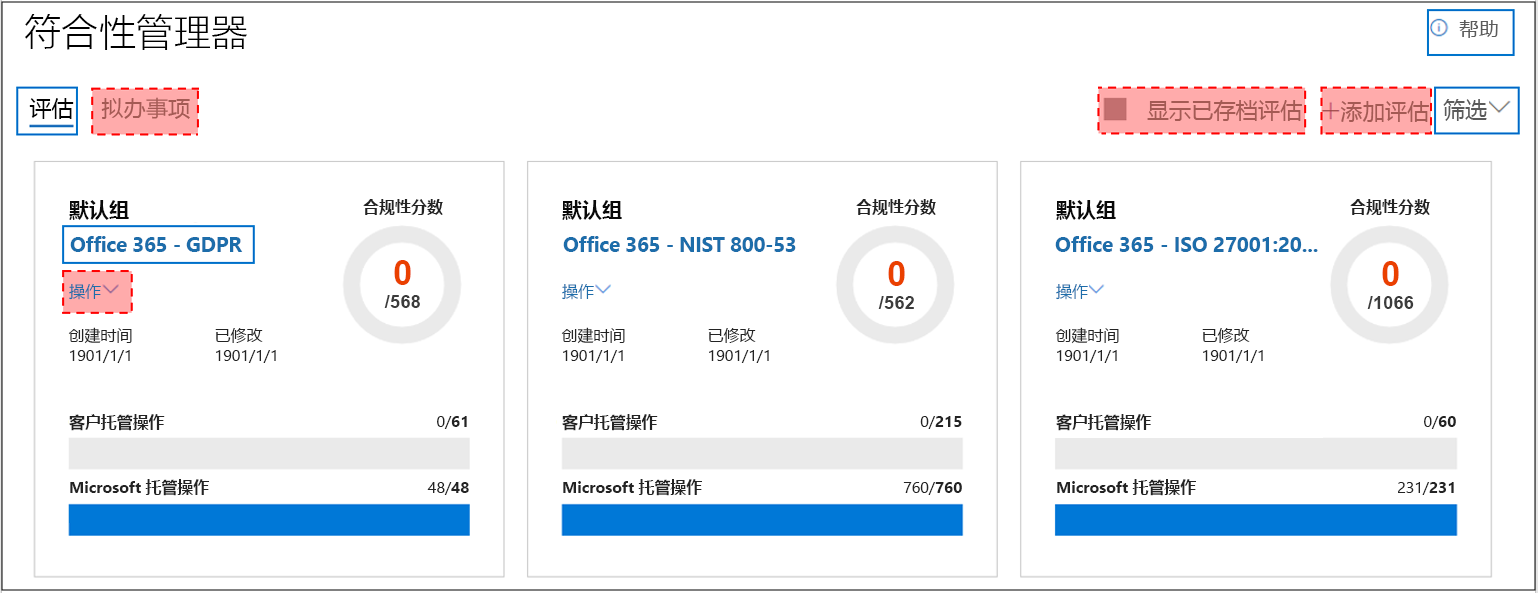 符合性管理器
帮助
评估 拟办事项 显示已存档评估 +添加评估 筛选
默认组 合规性分数
Office 365 - GDPR
0
/568
操作
创建时间 已修改
1901/1/1 1901/1/1
客户托管操作 0/61
Microsoft 托管操作 48/48
默认组 合规性分数
Office 365 - NIST 800-53
0
/562
操作
创建时间 已修改
1901/1/1 1901/1/1
客户托管操作 0/215
Microsoft 托管操作 760/760
默认组 合规性分数
Office 365 - ISO 27001:20...
0
/1066
操作
创建时间 已修改
1901/1/1 1901/1/1
客户托管操作 0/60
Microsoft 托管操作 231/231